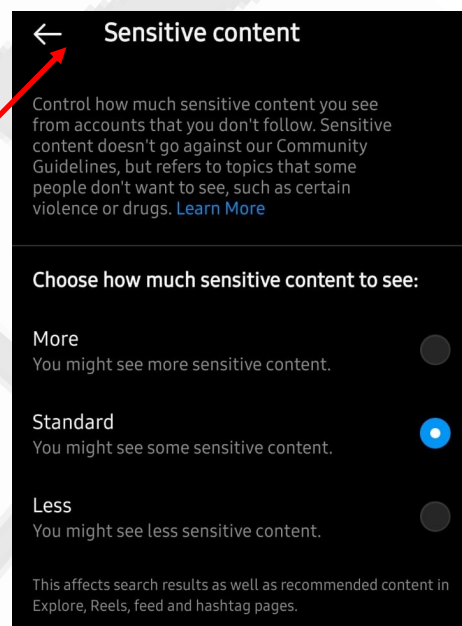 Sensitive content
Control how much sensitive content you see
from accounts that you don't follow. Sensitive
content doesn't go against our Community
Guidelines, but refers to topics that some
people don't want to see, such as certain
violence or drugs. Learn More
Choose how much sensitive content to see:
More
You might see more sensitive content.
Standard
You might see some sensitive content.
Less
You might see less sensitive content.
This affects search results as well as recommended content in
Explore, Reels, feed and hashtag pages.